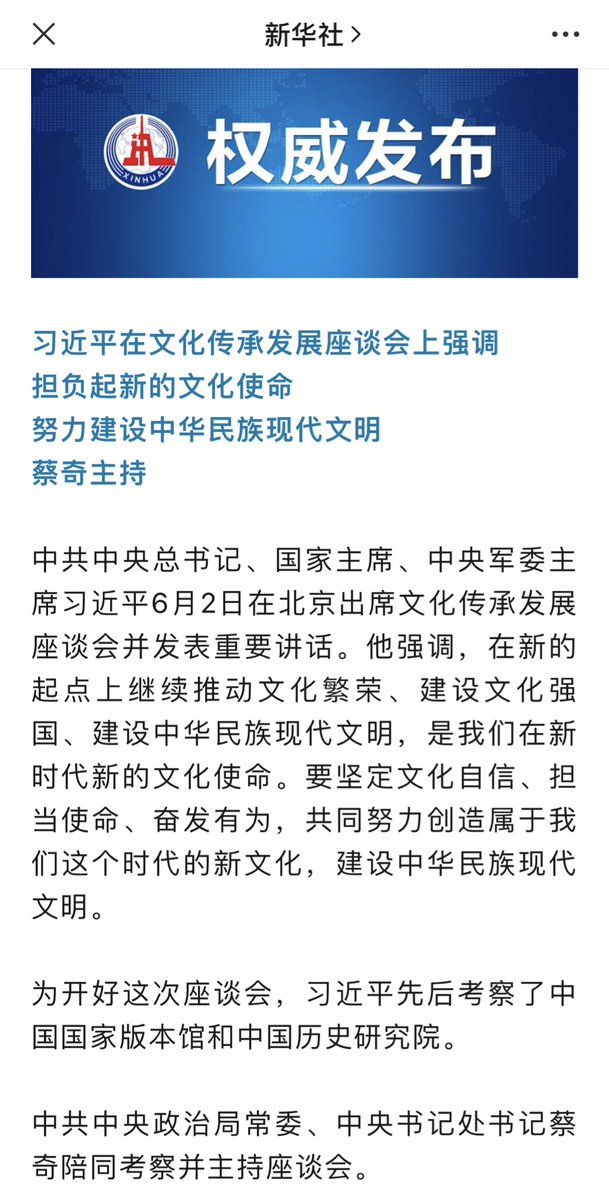 新华社
XINHUA
权威发布
习近平在文化传承发展座谈会上强调
担负起新的文化使命
努力建设中华民族现代文明
蔡奇主持
中共中央总书记、国家主席、中央军委主
席习近平6月2日在北京出席文化传承发展
座谈会并发表重要讲话。他强调，在新的
起点上继续推动文化繁荣、建设文化强
国、建设中华民族现代文明，是我们在新
时代新的文化使命。要坚定文化自信、担
当使命、奋发有为，共同努力创造属于我
们这个时代的新文化，建设中华民族现代
文明。
为开好这次座谈会，习近平先后考察了中
国国家版本馆和中国历史研究院。
中共中央政治局常委、中央书记处书记蔡
奇陪同考察并主持座谈会。